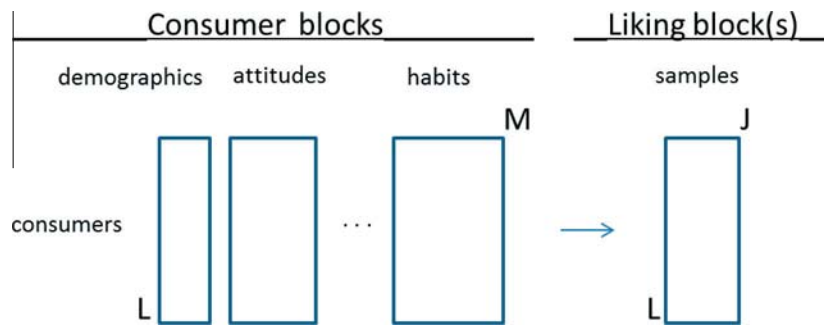 Consumer blocks Liking block(s)
demographics attitudes habits samples
M J
consumers ...
L L